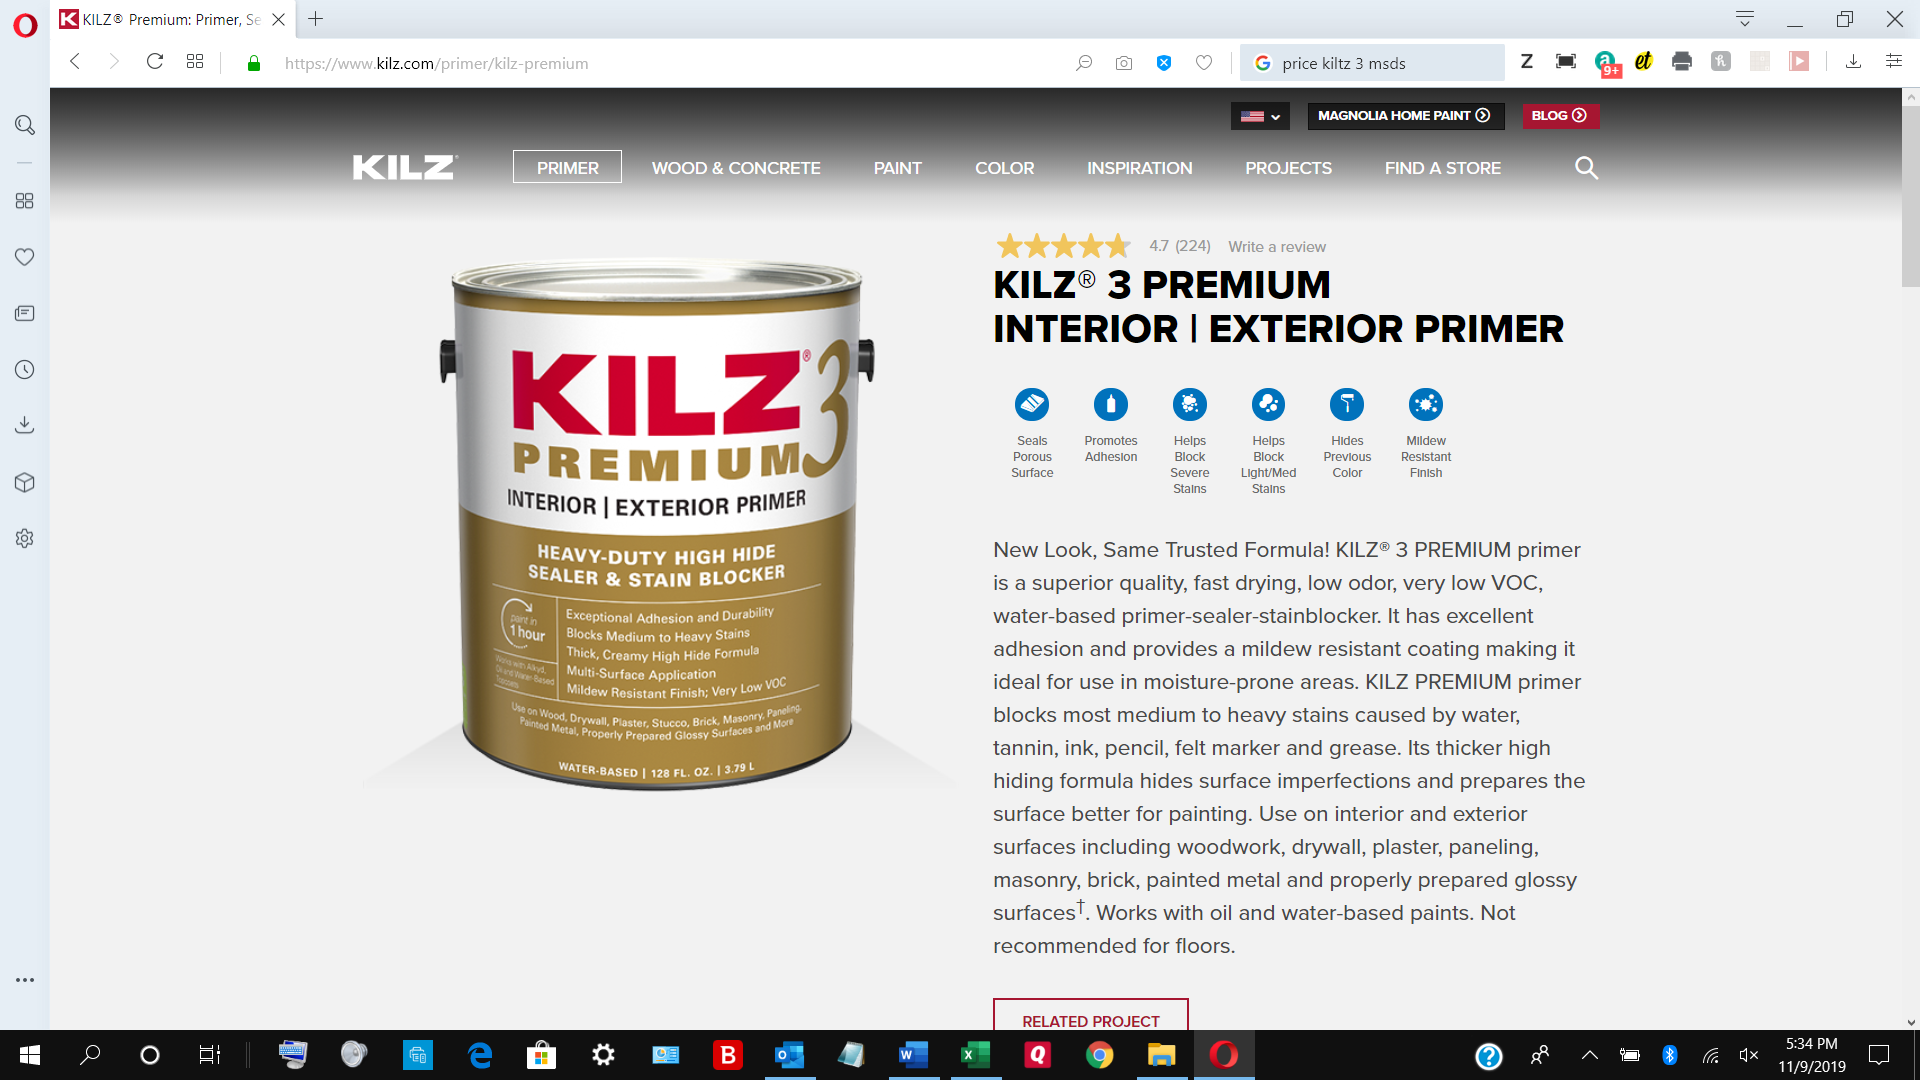 KILZ® Premium: Primer, Se
https://www.kilz.com/primer/kilz-premium
price kiltz 3 msds
Z
a
9+
et
MAGNOLIA HOME PAINT
BLOG
KILZ
PRIMER
WOOD & CONCRETE
PAINT
COLOR
INSPIRATION
PROJECTS
FIND A STORE
4.7 (224) Write a review
KILZ® 3 PREMIUM
INTERIOR | EXTERIOR PRIMER
Seals
Porous
Surface
Promotes
Adhesion
Helps
Block
Severe
Stains
Helps
Block
Light/Med
Stains
Hides
Previous
Color
Mildew
Resistant
Finish
New Look, Same Trusted Formula! KILZ® 3 PREMIUM primer
is a superior quality, fast drying, low odor, very low VOC,
water-based primer-sealer-stainblocker. It has excellent
adhesion and provides a mildew resistant coating making it
ideal for use in moisture-prone areas. KILZ PREMIUM primer
blocks most medium to heavy stains caused by water,
tannin, ink, pencil, felt marker and grease. Its thicker high
hiding formula hides surface imperfections and prepares the
surface better for painting. Use on interior and exterior
surfaces including woodwork, drywall, plaster, paneling,
masonry, brick, painted metal and properly prepared glossy
surfaces†. Works with oil and water-based paints. Not
recommended for floors.
RELATED PROJECT
KILZ® 3
PREMIUM
INTERIOR | EXTERIOR PRIMER
HEAVY-DUTY HIGH HIDE
SEALER & STAIN BLOCKER
paint in
1 hour
Works with Alkyd,
Oil and Water-Based
Topcoats
Exceptional Adhesion and Durability
Blocks Medium to Heavy Stains
Thick, Creamy High Hide Formula
Multi-Surface Application
Mildew Resistant Finish; Very Low VOC
Use on Wood, Drywall, Plaster, Stucco, Brick, Masonry, Paneling,
Painted Metal, Properly Prepared Glossy Surfaces and More
WATER-BASED | 128 FL. OZ. | 3.79 L
5:34 PM
11/9/2019